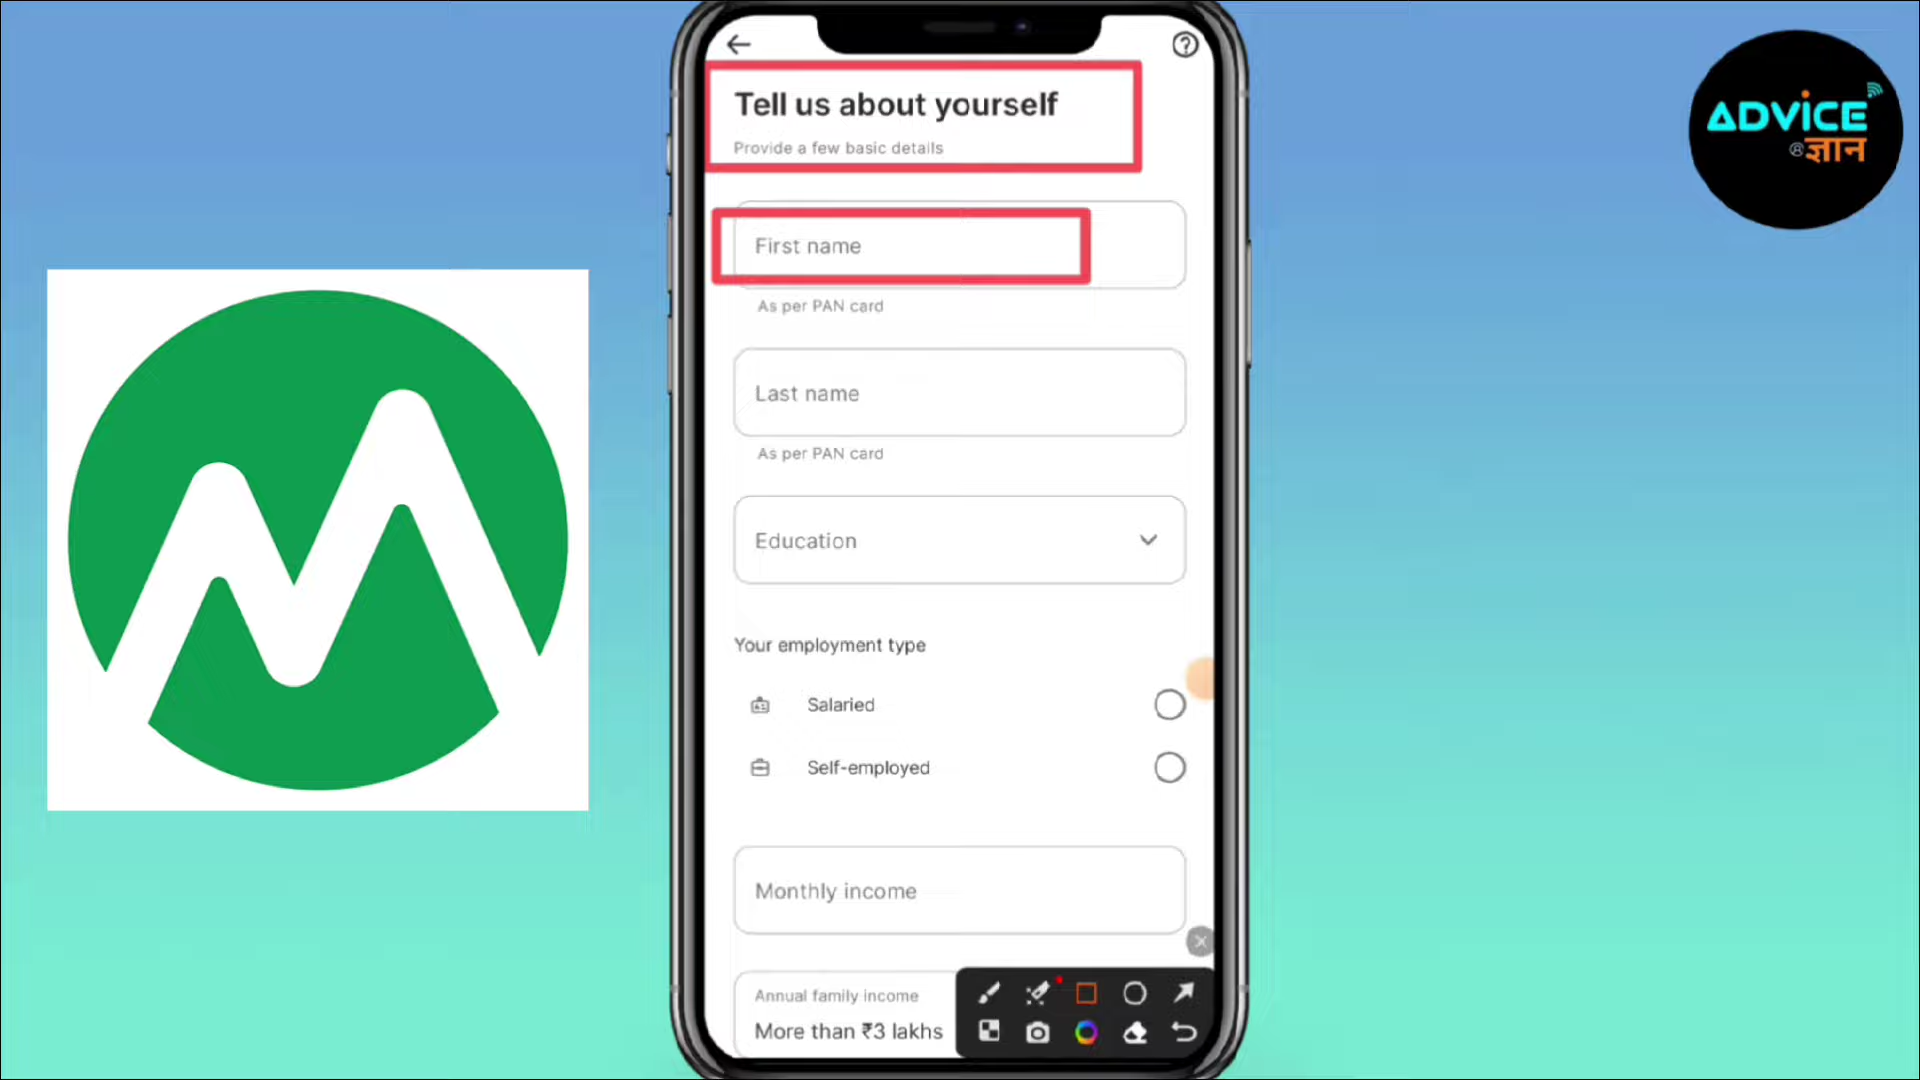 Tell us about yourself
Provide a few basic details
First name
As per PAN card
Last name
As per PAN card
Education
Your employment type
Salaried
Self-employed
Monthly income
Annual family income
More than ₹3 lakhs
ADVICE
ज्ञान